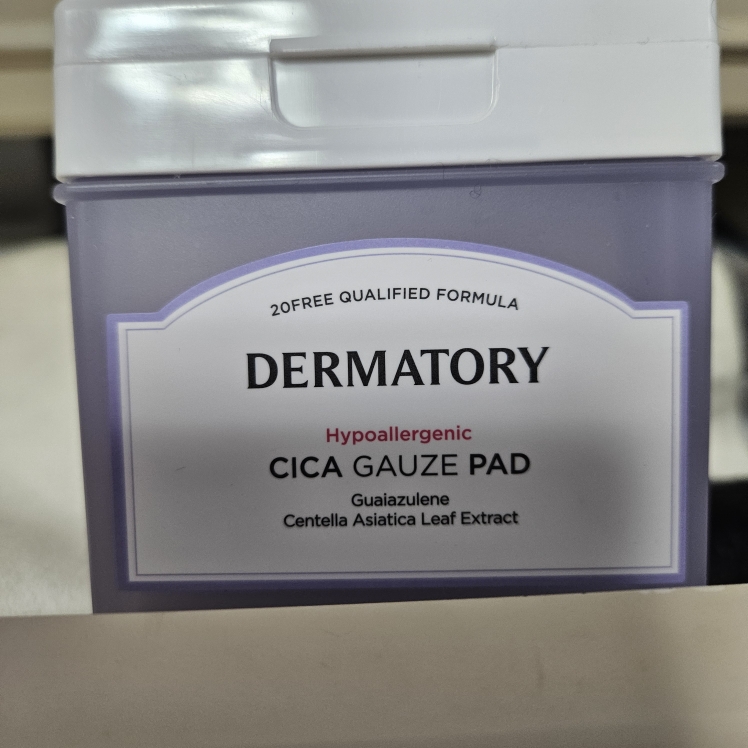 20FREE QUALIFIED FORMULA
DERMATORY
Hypoallergenic
CICA GAUZE PAD
Guaiazulene
Centella Asiatica Leaf Extract